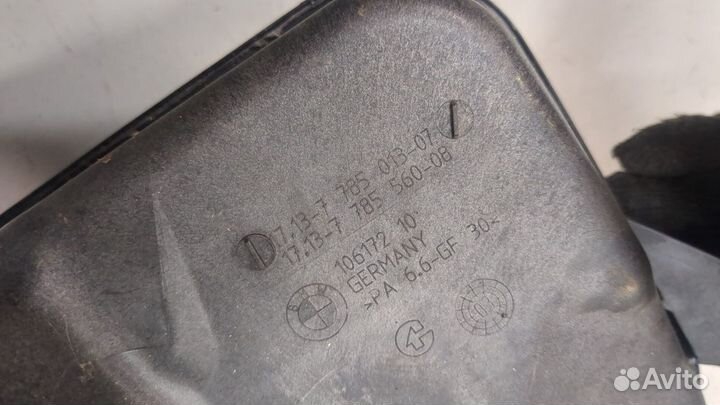 17.13-7 785 013-07
17.13-7 785 560-08
106172 10
GERMANY
>PA 6.6-GF 30<
Avito